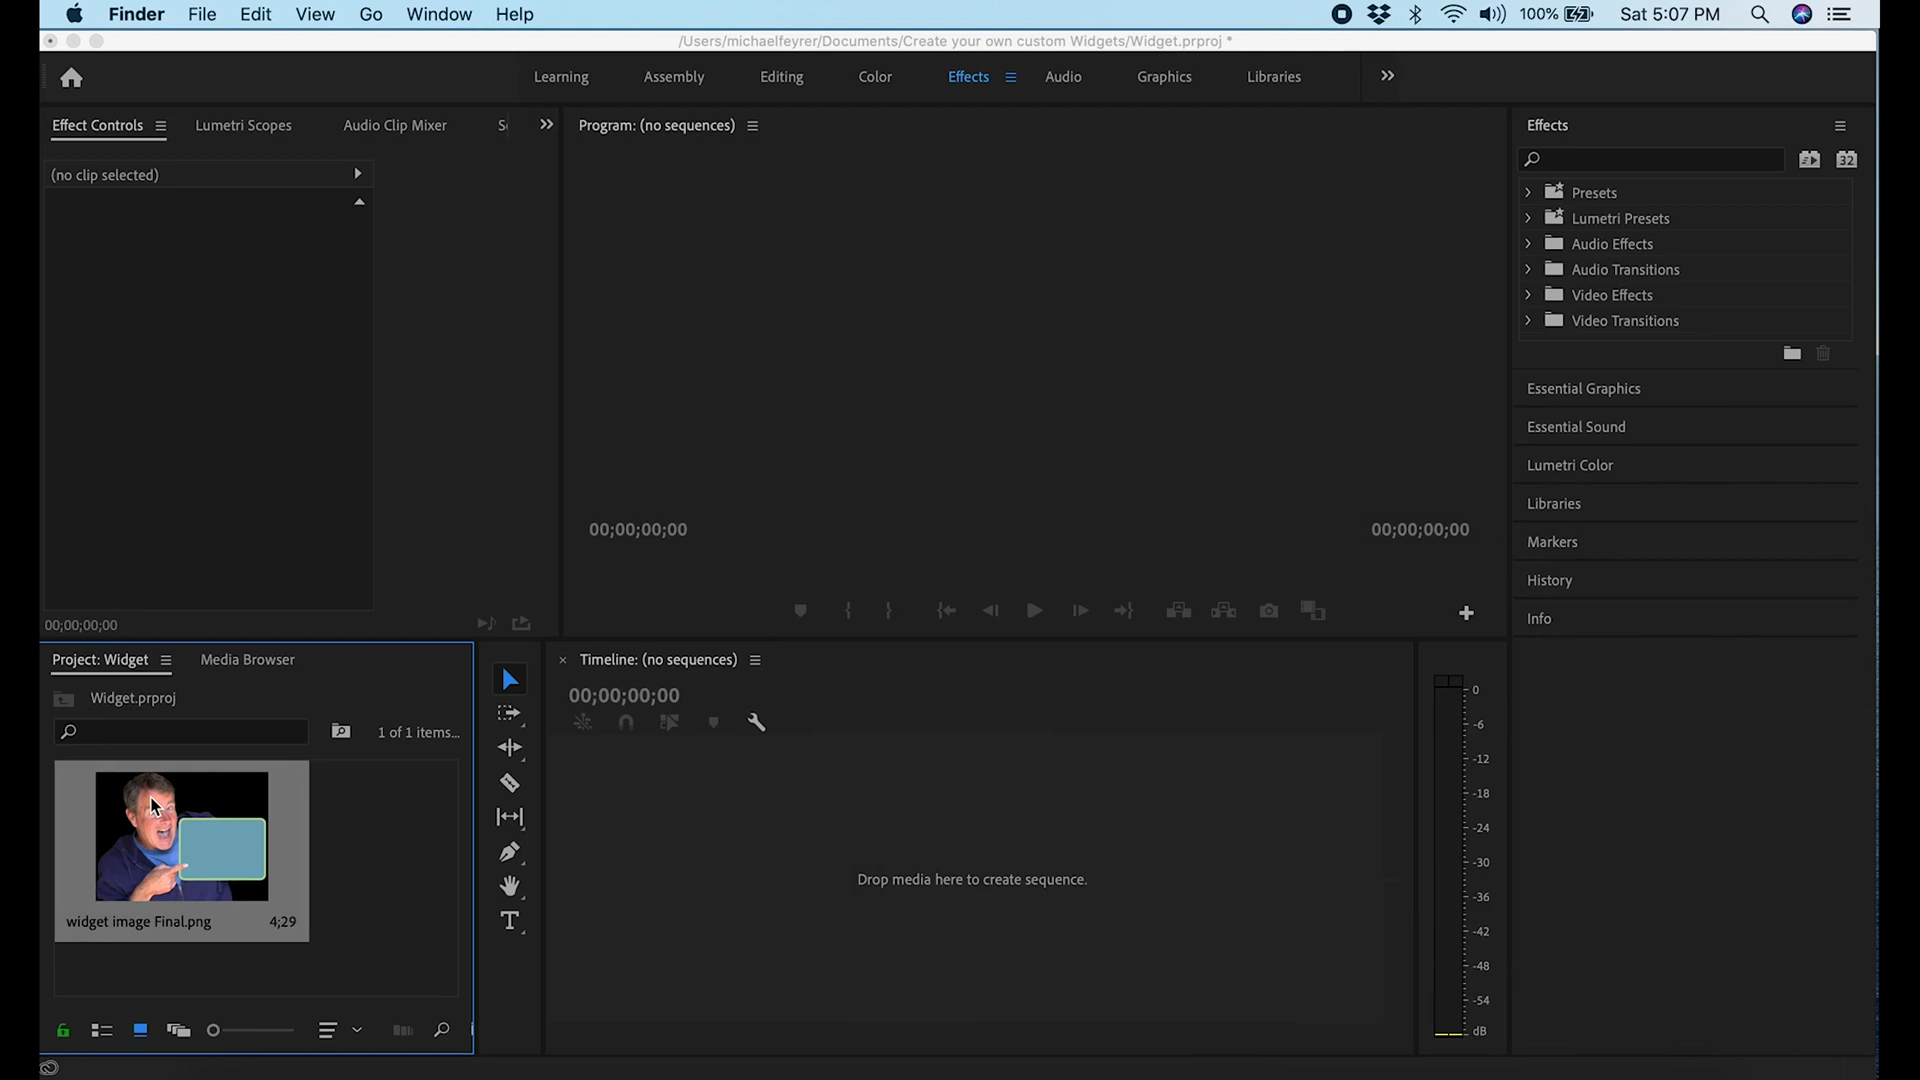 Finder File Edit View Go Window Help 100% Sat 5:07 PM
/Users/michaelfeyrer/Documents/Create your own custom Widgets/Widget.prproj *
Learning Assembly Editing Color Effects Audio Graphics Libraries
Effect Controls Lumetri Scopes Audio Clip Mixer
Program: (no sequences)
Effects
(no clip selected)
32
Presets
Lumetri Presets
Audio Effects
Audio Transitions
Video Effects
Video Transitions
Essential Graphics
Essential Sound
Lumetri Color
Libraries
Markers
History
Info
00;00;00;00 00;00;00;00
00;00;00;00
Project: Widget Media Browser
Widget.prproj
1 of 1 items...
widget image Final.png 4;29
Timeline: (no sequences)
00;00;00;00
Drop media here to create sequence.
0
-6
-12
-18
-24
-30
-36
-42
-48
-54
dB